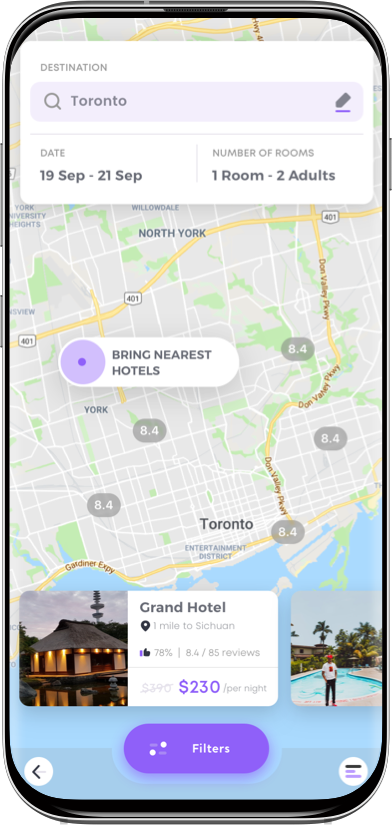 Hwy 4
DESTINATION
Toronto
DATE
NUMBER OF ROOMS
19 Sep - 21 Sep
1 Room - 2 Adults
YORK
WILLOWDALE
401
HEIGHTS
NORTH YORK
Don Valley Pkwy
401
401
8.4
BRING NEAREST
HOTELS
Don Valley Pkwy
YORK
8.4
8.4
Don Valley Pkwy
8.4
Toronto
8.4
ENTERTAINMENT
DISTRICT
Gardiner Expy
Grand Hotel
1 mile to Sichuan
78% | 8.4 / 85 reviews
$390 $230 /per night
Filters